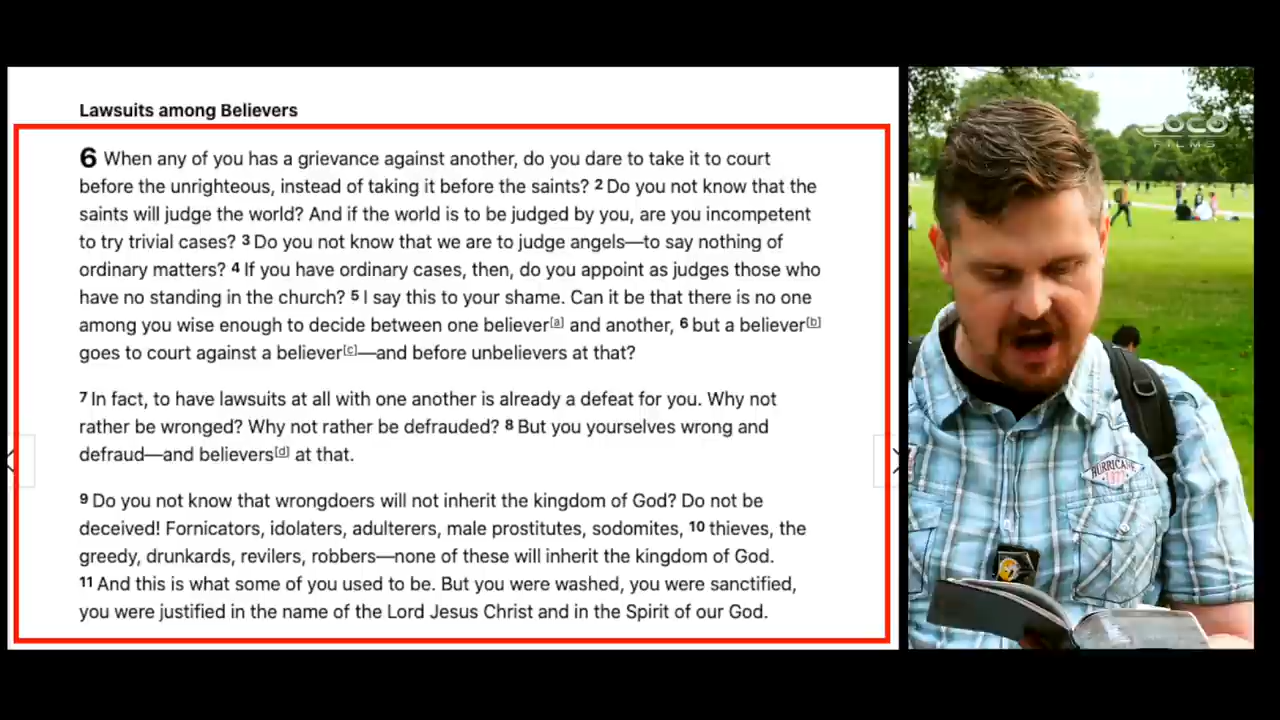 Lawsuits among Believers
6 When any of you has a grievance against another, do you dare to take it to court
before the unrighteous, instead of taking it before the saints? 2 Do you not know that the
saints will judge the world? And if the world is to be judged by you, are you incompetent
to try trivial cases? 3 Do you not know that we are to judge angels—to say nothing of
ordinary matters? 4 If you have ordinary cases, then, do you appoint as judges those who
have no standing in the church? 5 I say this to your shame. Can it be that there is no one
among you wise enough to decide between one believer[a] and another, 6 but a believer[b]
goes to court against a believer[c]—and before unbelievers at that?
7 In fact, to have lawsuits at all with one another is already a defeat for you. Why not
rather be wronged? Why not rather be defrauded? 8 But you yourselves wrong and
defraud—and believers[d] at that.
9 Do you not know that wrongdoers will not inherit the kingdom of God? Do not be
deceived! Fornicators, idolaters, adulterers, male prostitutes, sodomites, 10 thieves, the
greedy, drunkards, revilers, robbers—none of these will inherit the kingdom of God.
11 And this is what some of you used to be. But you were washed, you were sanctified,
you were justified in the name of the Lord Jesus Christ and in the Spirit of our God.
SOCO
FILMS
HURRICANE
1977